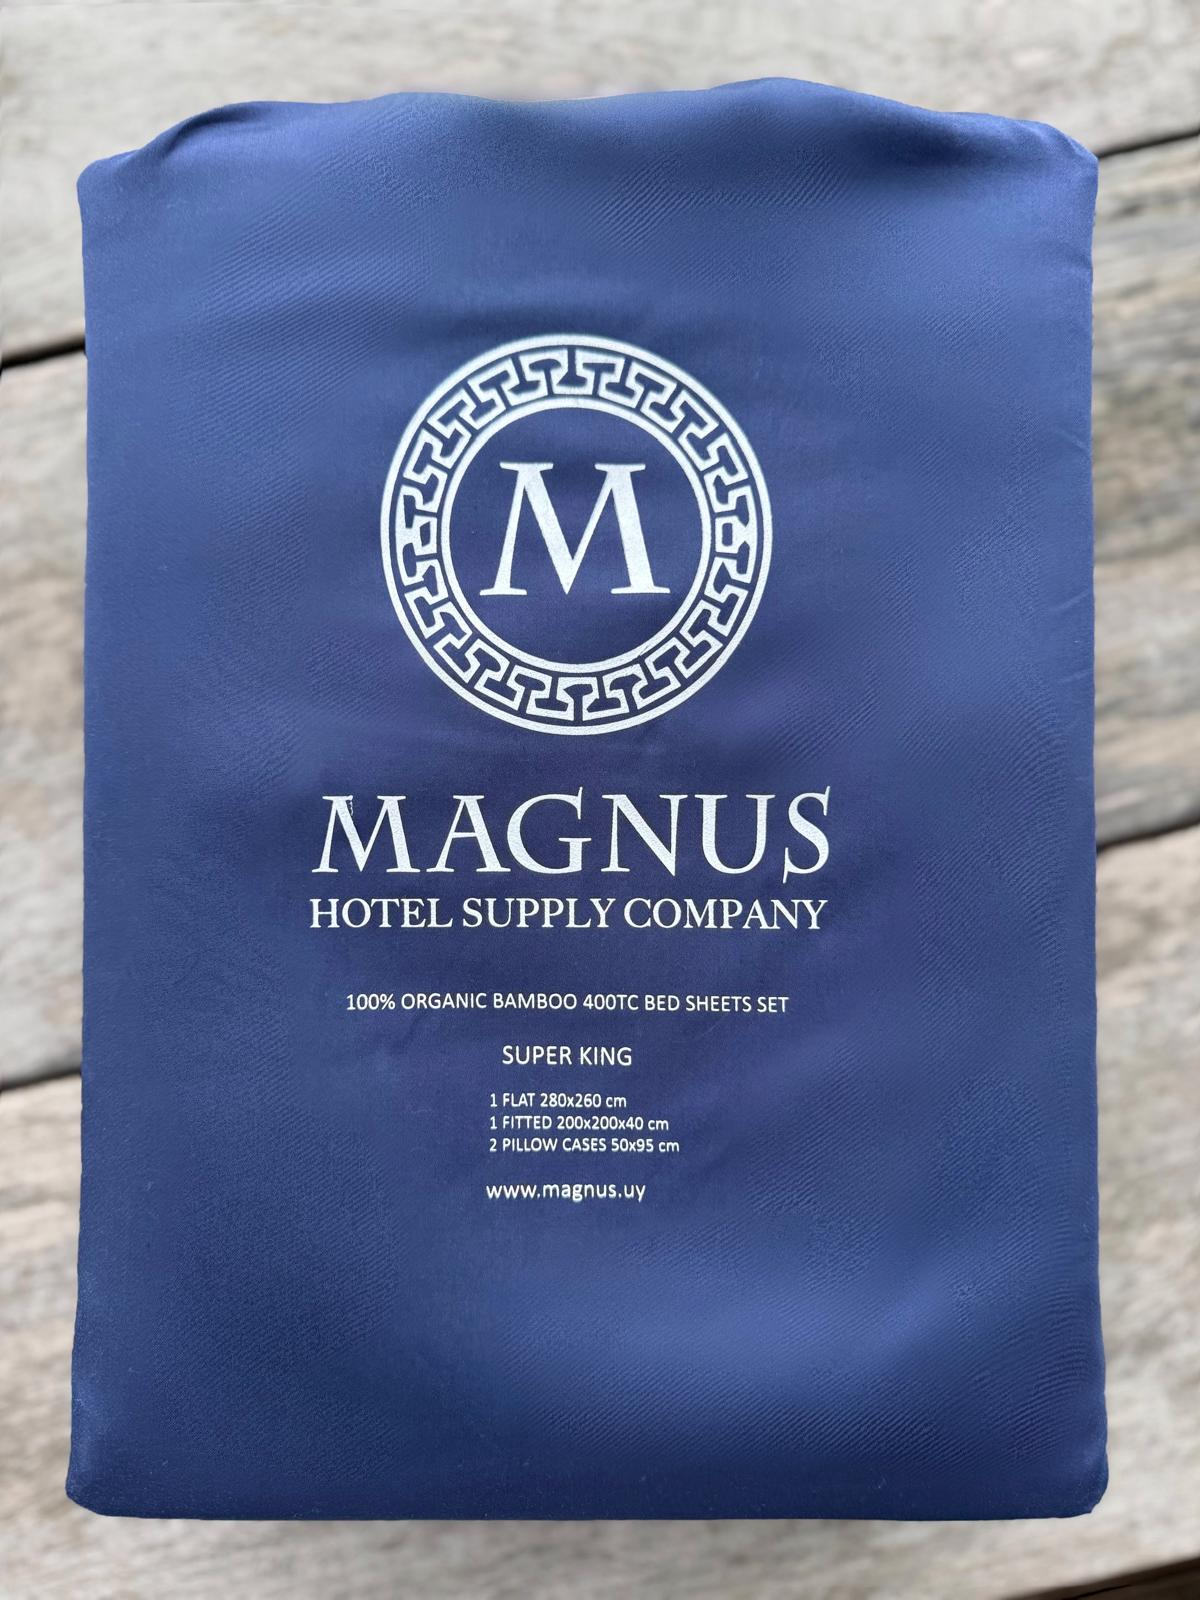 M
MAGNUS
HOTEL SUPPLY COMPANY
100% ORGANIC BAMBOO 400TC BED SHEETS SET
SUPER KING
1 FLAT 280x260 cm
1 FITTED 200x200x40 cm
2 PILLOW CASES 50x95 cm
www.magnus.uy